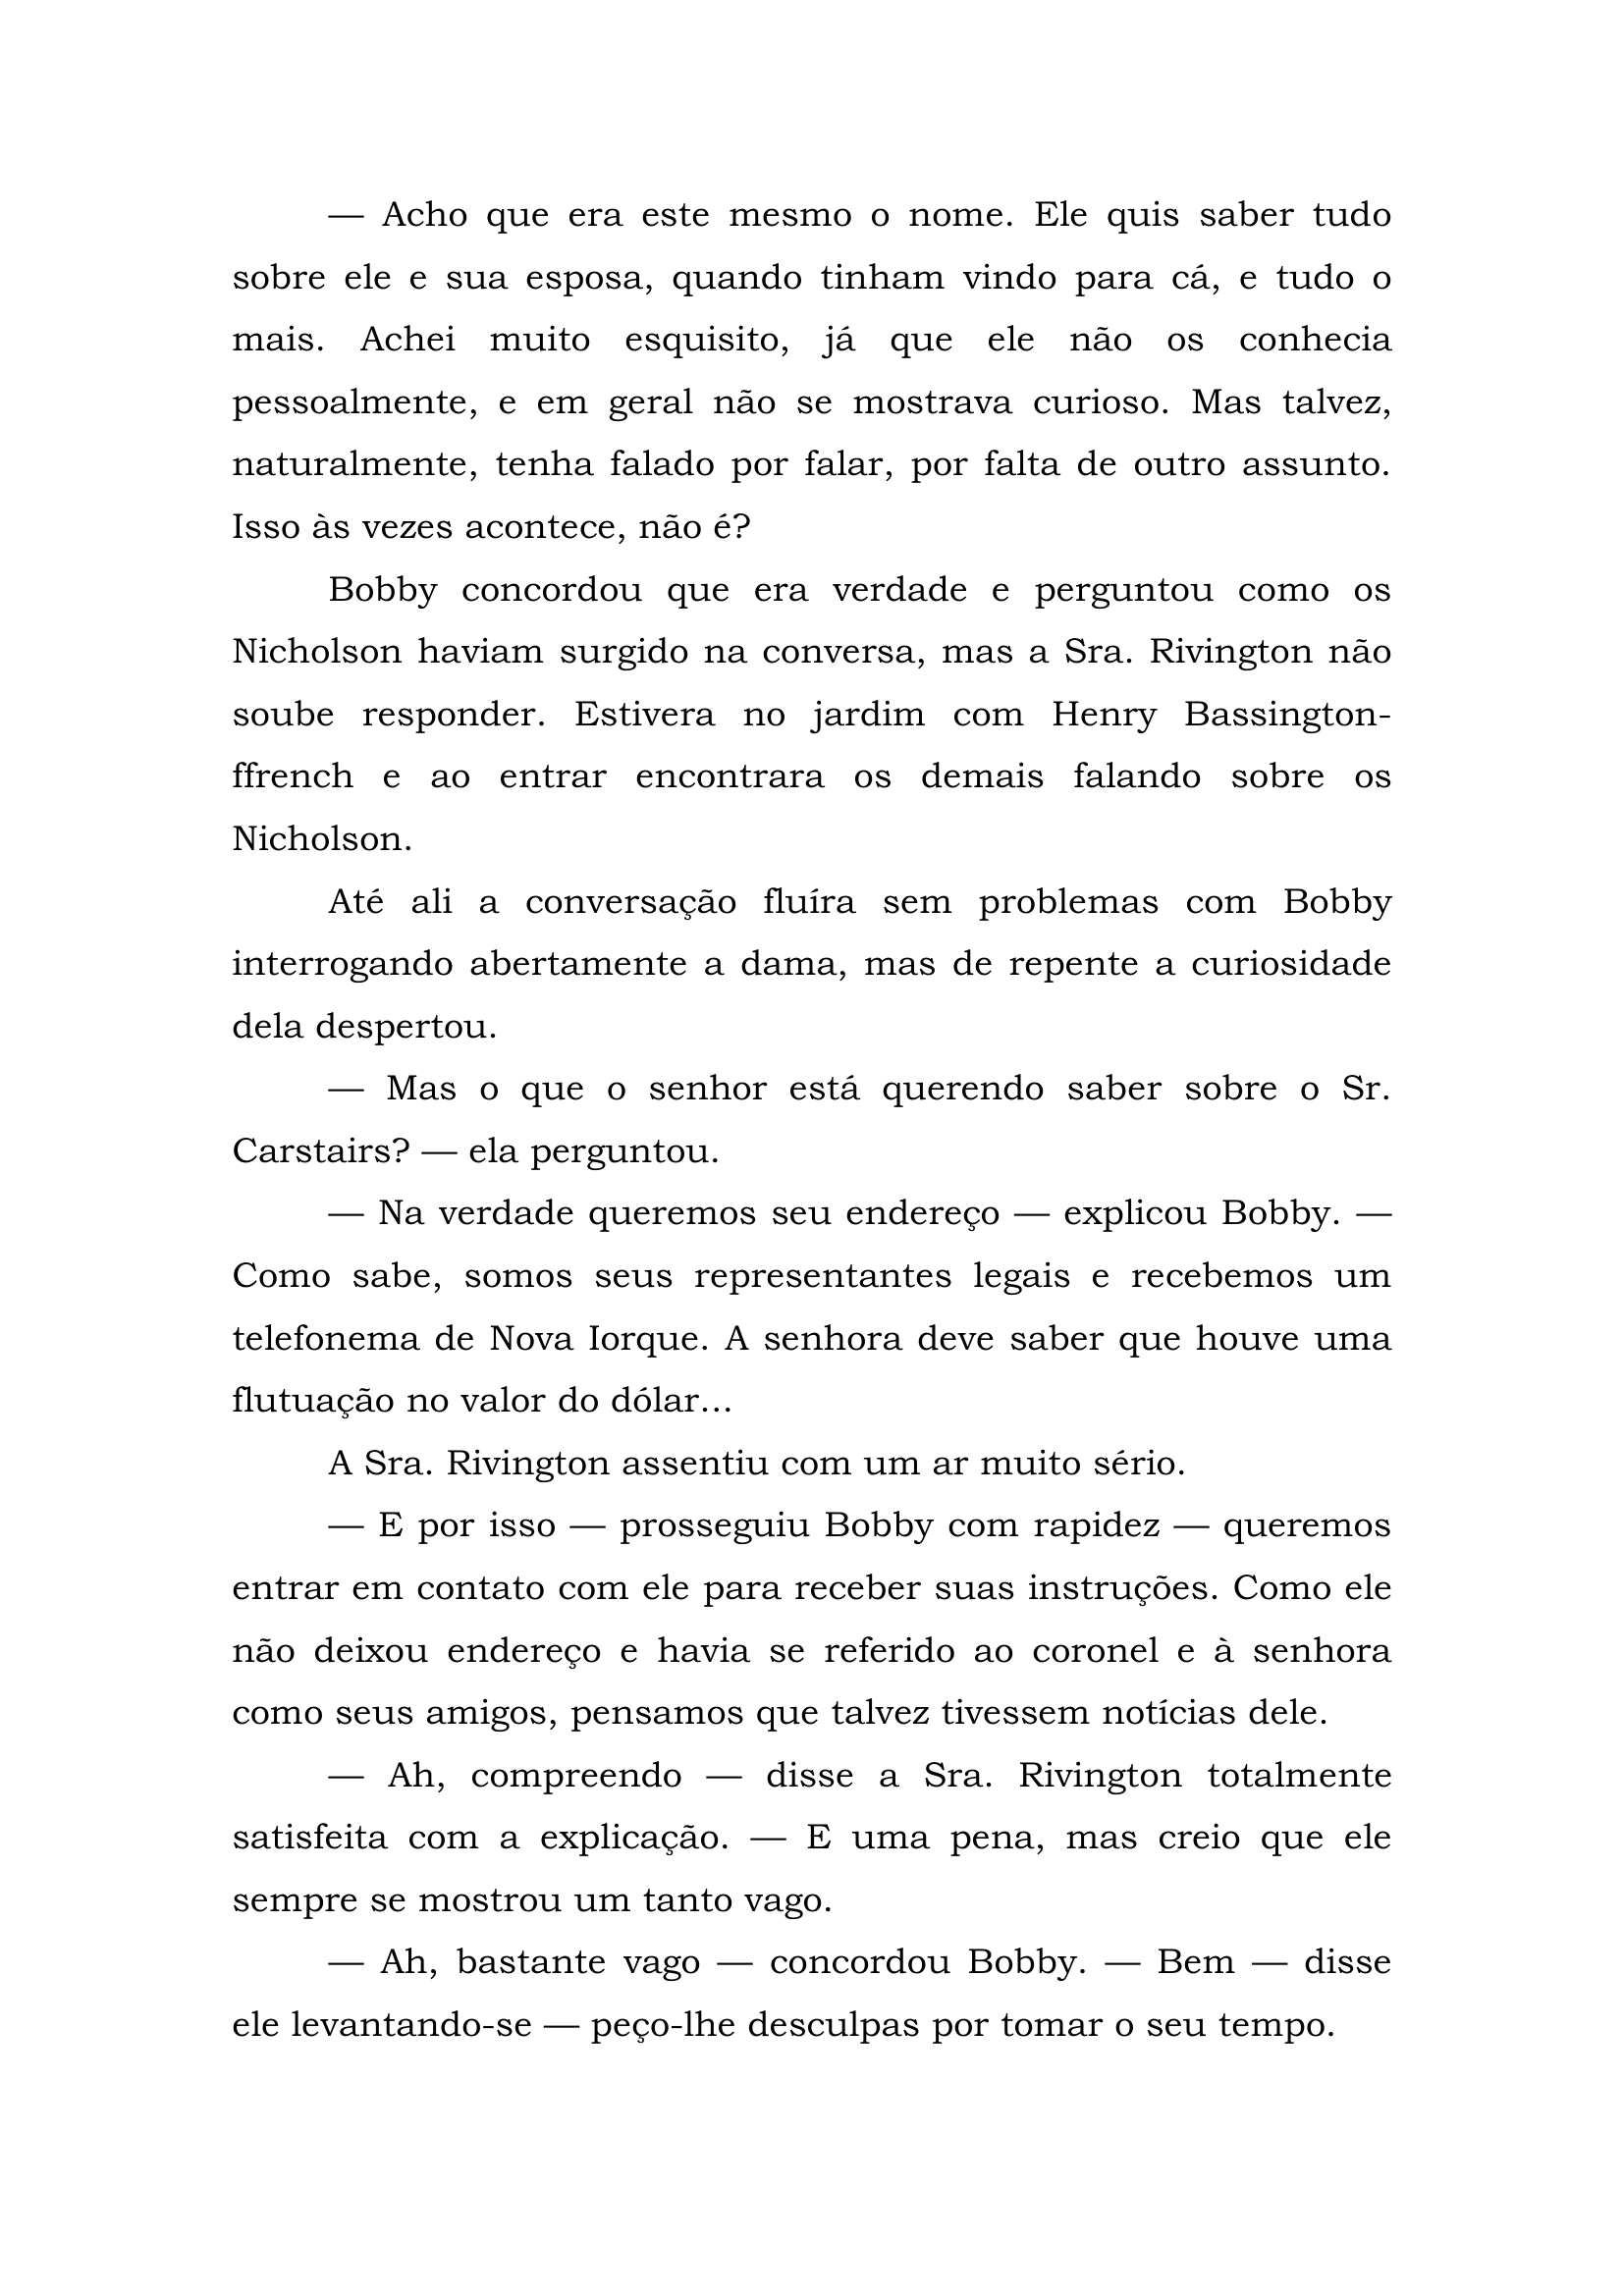 — Acho que era este mesmo o nome. Ele quis saber tudo
sobre ele e sua esposa, quando tinham vindo para cá, e tudo o
mais. Achei muito esquisito, já que ele não os conhecia
pessoalmente, e em geral não se mostrava curioso. Mas talvez,
naturalmente, tenha falado por falar, por falta de outro assunto.
Isso às vezes acontece, não é?
Bobby concordou que era verdade e perguntou como os
Nicholson haviam surgido na conversa, mas a Sra. Rivington não
soube responder. Estivera no jardim com Henry Bassington-
ffrench e ao entrar encontrara os demais falando sobre os
Nicholson.
Até ali a conversação fluíra sem problemas com Bobby
interrogando abertamente a dama, mas de repente a curiosidade
dela despertou.
— Mas o que o senhor está querendo saber sobre o Sr.
Carstairs? — ela perguntou.
— Na verdade queremos seu endereço — explicou Bobby. —
Como sabe, somos seus representantes legais e recebemos um
telefonema de Nova Iorque. A senhora deve saber que houve uma
flutuação no valor do dólar...
A Sra. Rivington assentiu com um ar muito sério.
— E por isso — prosseguiu Bobby com rapidez — queremos
entrar em contato com ele para receber suas instruções. Como ele
não deixou endereço e havia se referido ao coronel e à senhora
como seus amigos, pensamos que talvez tivessem notícias dele.
— Ah, compreendo — disse a Sra. Rivington totalmente
satisfeita com a explicação. — E uma pena, mas creio que ele
sempre se mostrou um tanto vago.
— Ah, bastante vago — concordou Bobby. — Bem — disse
ele levantando-se — peço-lhe desculpas por tomar o seu tempo.